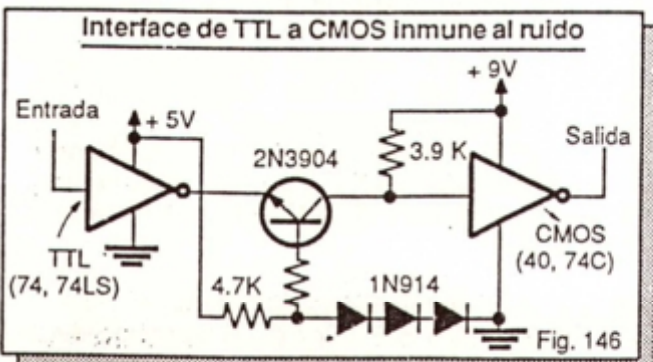 Interface de TTL a CMOS inmune al ruido
+ 9V
Entrada
+ 5V
Salida
2N3904
3.9 K
TTL
(74, 74LS)
CMOS
(40, 74C)
4.7K
1N914
Fig. 146